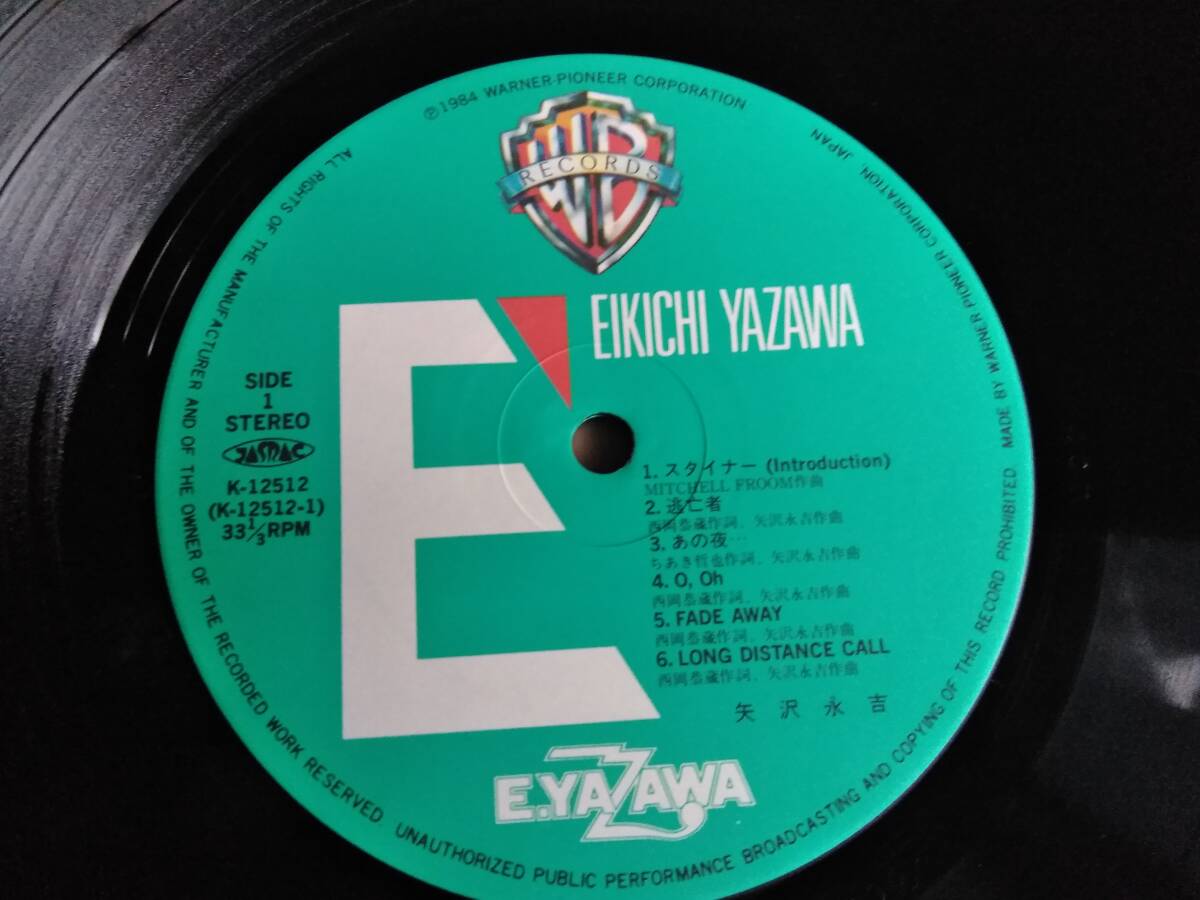 ℗1984 WARNER-PIONEER CORPORATION
WB
RECORDS
EIKICHI YAZAWA
E'
SIDE
1
STEREO
JASRAC
K-12512
(K-12512-1)
33 1/3 RPM
1. スタイナー (Introduction)
MITCHELL FROOM作曲
2. 逃亡者
西岡恭蔵作詞、矢沢永吉作曲
3. あの夜…
ちあき哲也作詞、矢沢永吉作曲
4. O, Oh
西岡恭蔵作詞、矢沢永吉作曲
5. FADE AWAY
西岡恭蔵作詞、矢沢永吉作曲
6. LONG DISTANCE CALL
西岡恭蔵作詞、矢沢永吉作曲
矢沢永吉
E.YAZAWA
ALL RIGHTS OF THE MANUFACTURER AND OF THE OWNER OF THE RECORDED WORK RESERVED UNAUTHORIZED PUBLIC PERFORMANCE BROADCASTING AND COPYING OF THIS RECORD PROHIBITED MADE BY WARNER-PIONEER CORPORATION, JAPAN